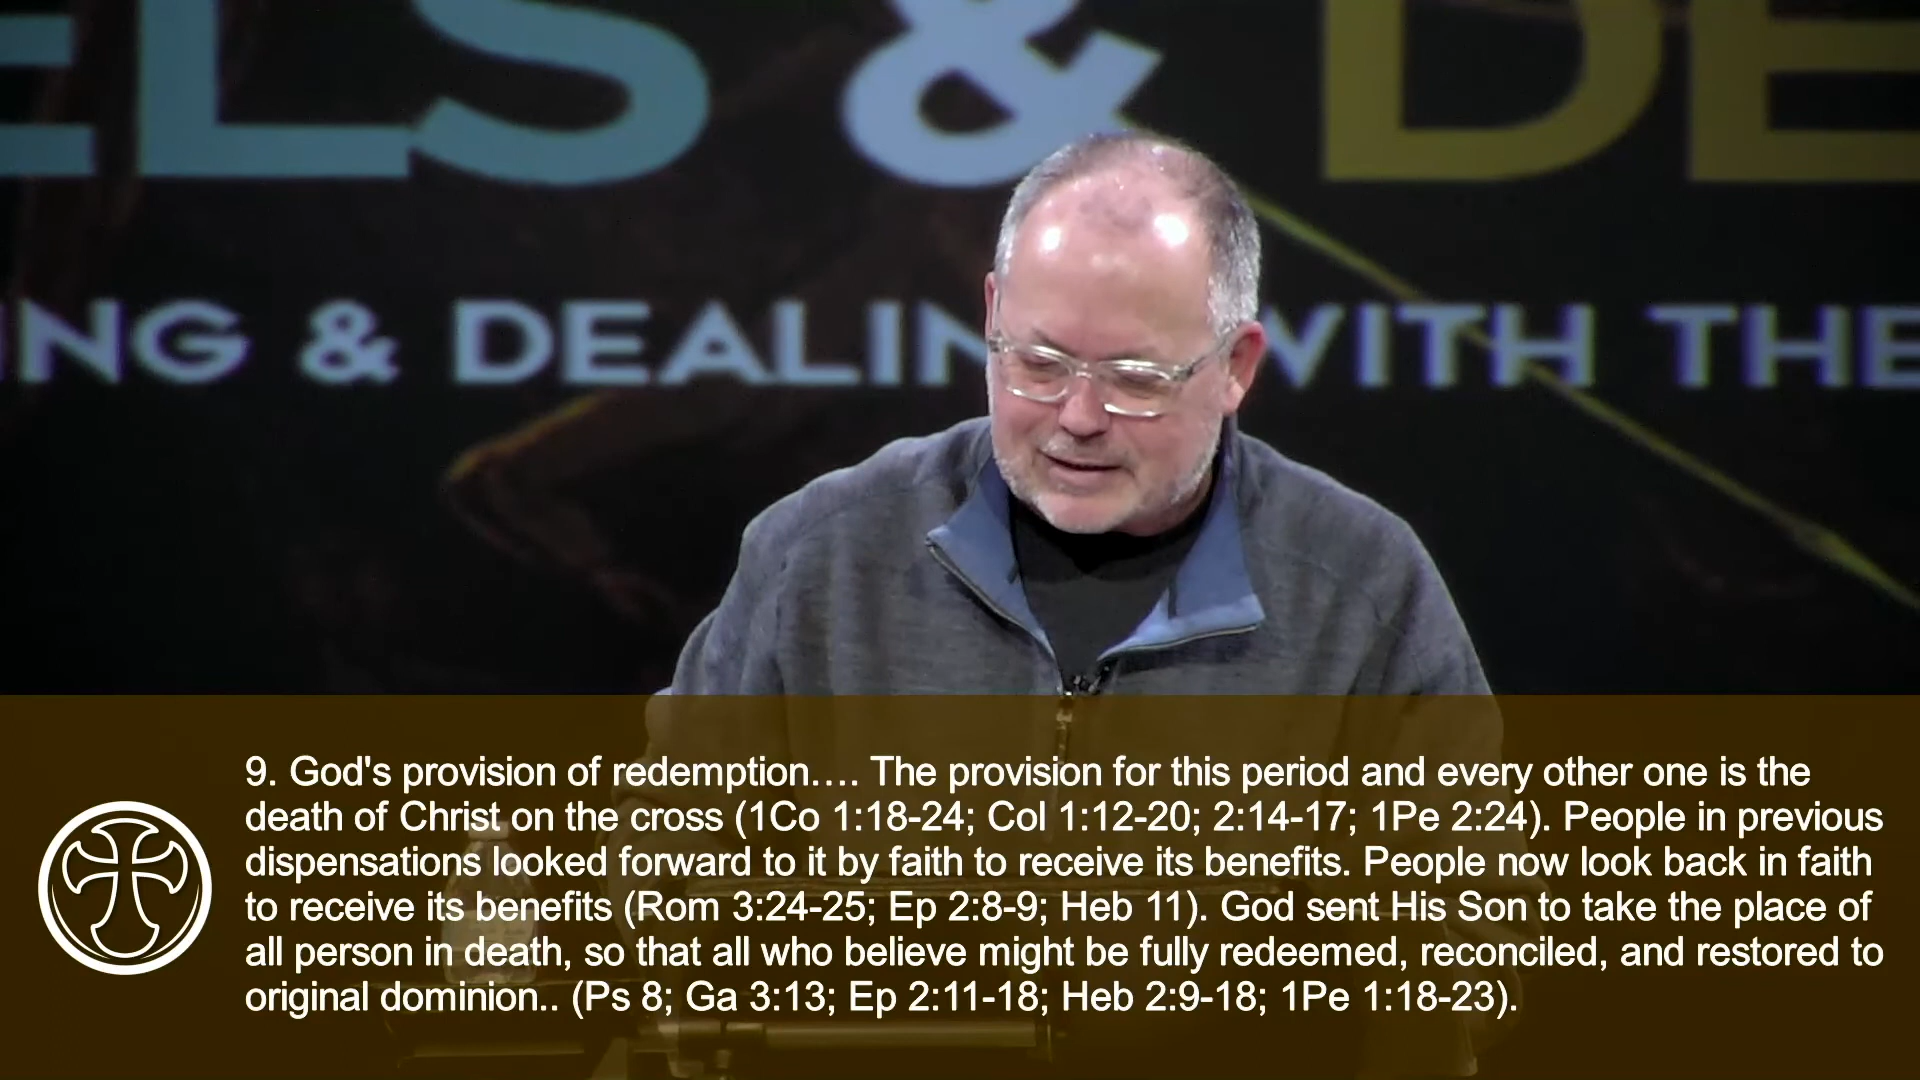 ELS & DE
ING & DEALIN WITH THE
9. God's provision of redemption…. The provision for this period and every other one is the
death of Christ on the cross (1Co 1:18-24; Col 1:12-20; 2:14-17; 1Pe 2:24). People in previous
dispensations looked forward to it by faith to receive its benefits. People now look back in faith
to receive its benefits (Rom 3:24-25; Ep 2:8-9; Heb 11). God sent His Son to take the place of
all person in death, so that all who believe might be fully redeemed, reconciled, and restored to
original dominion.. (Ps 8; Ga 3:13; Ep 2:11-18; Heb 2:9-18; 1Pe 1:18-23).